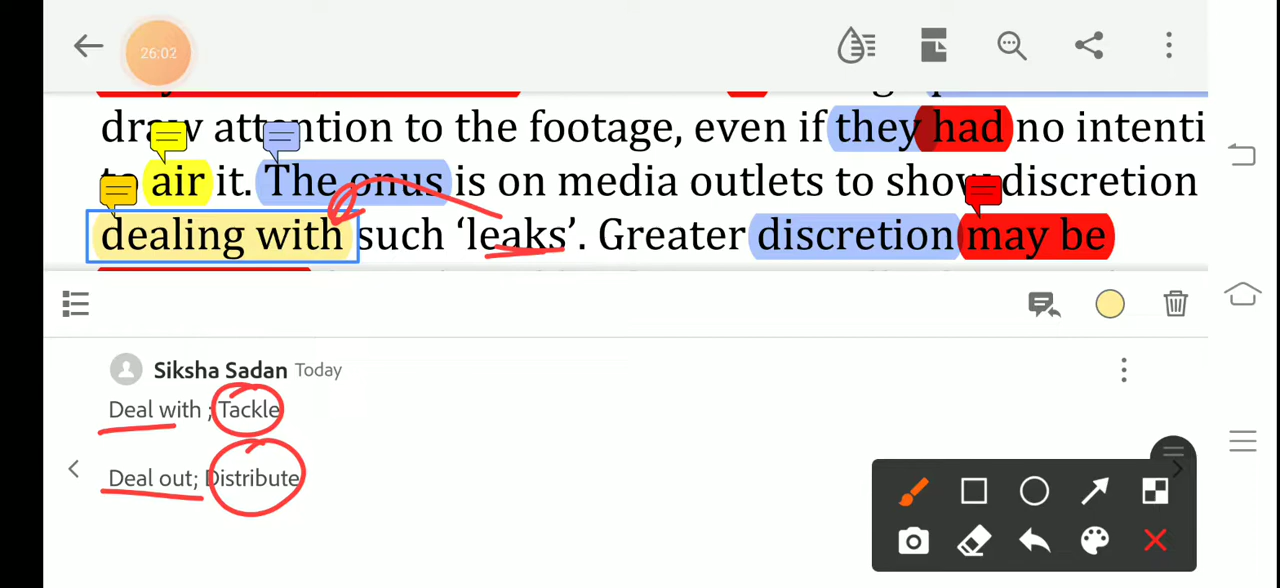 26:02
draw attention to the footage, even if they had no intenti
air it. The onus is on media outlets to show discretion
dealing with such ‘leaks’. Greater discretion may be
Siksha Sadan Today
Deal with ; Tackle
Deal out; Distribute